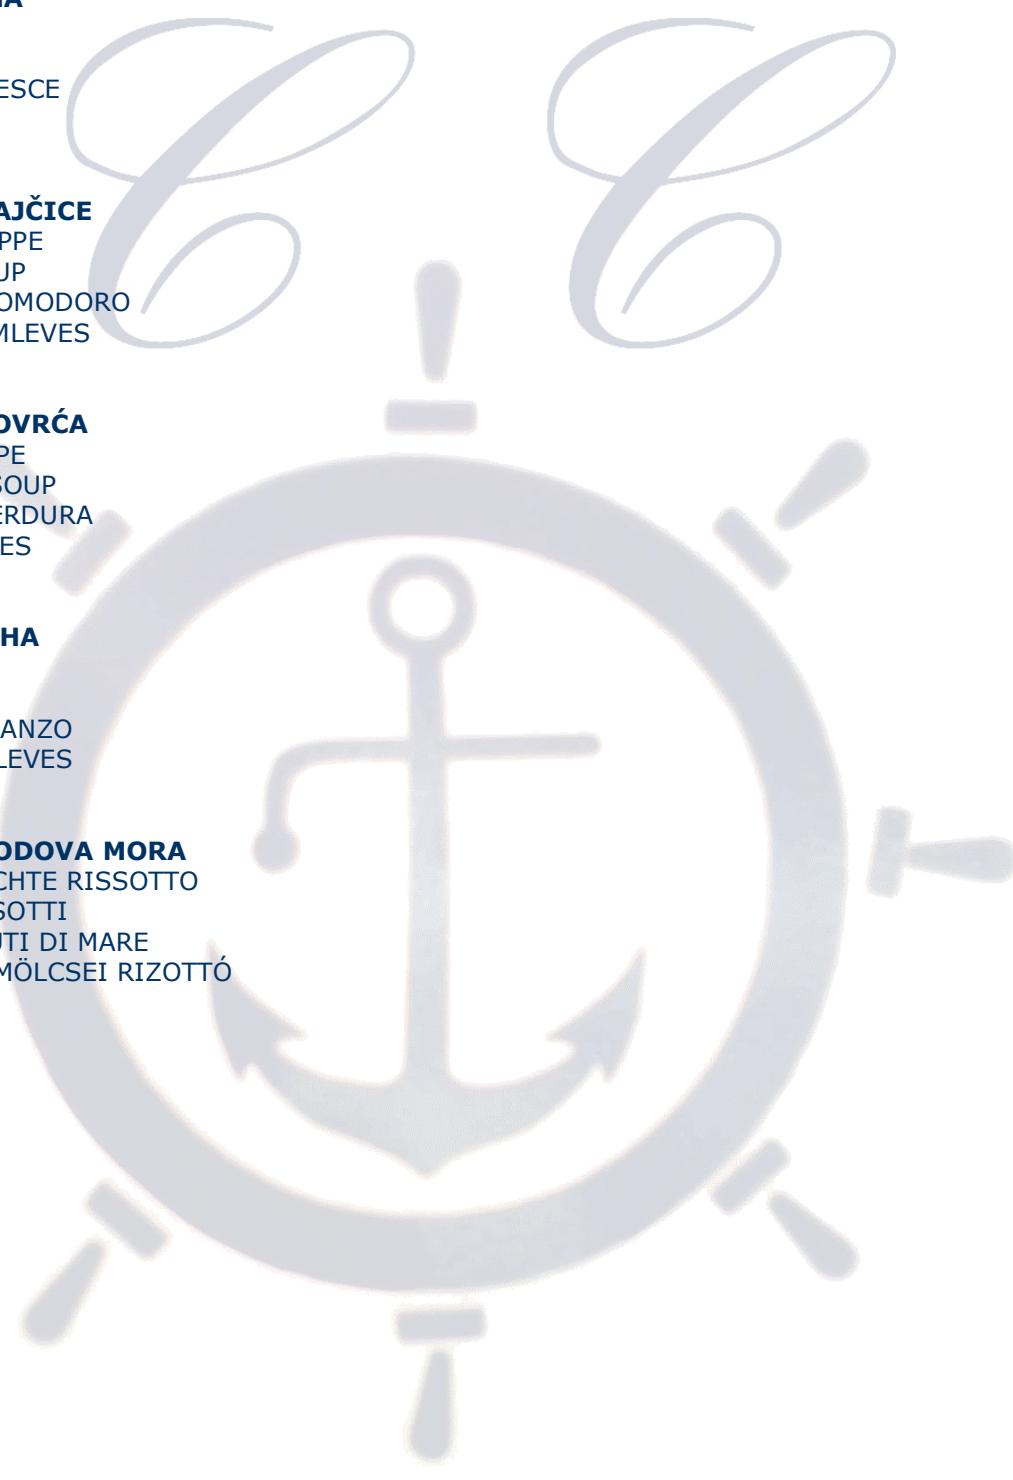 ESCE
AJČICE
PPE
UP
OMODORO
MLEVES
OVRĆA
PE
SOUP
ERDURA
ES
HA
ANZO
LEVES
ODOVA MORA
CHTE RISSOTTO
SOTTI
UTI DI MARE
MÖLCSEI RIZOTTÓ
C C